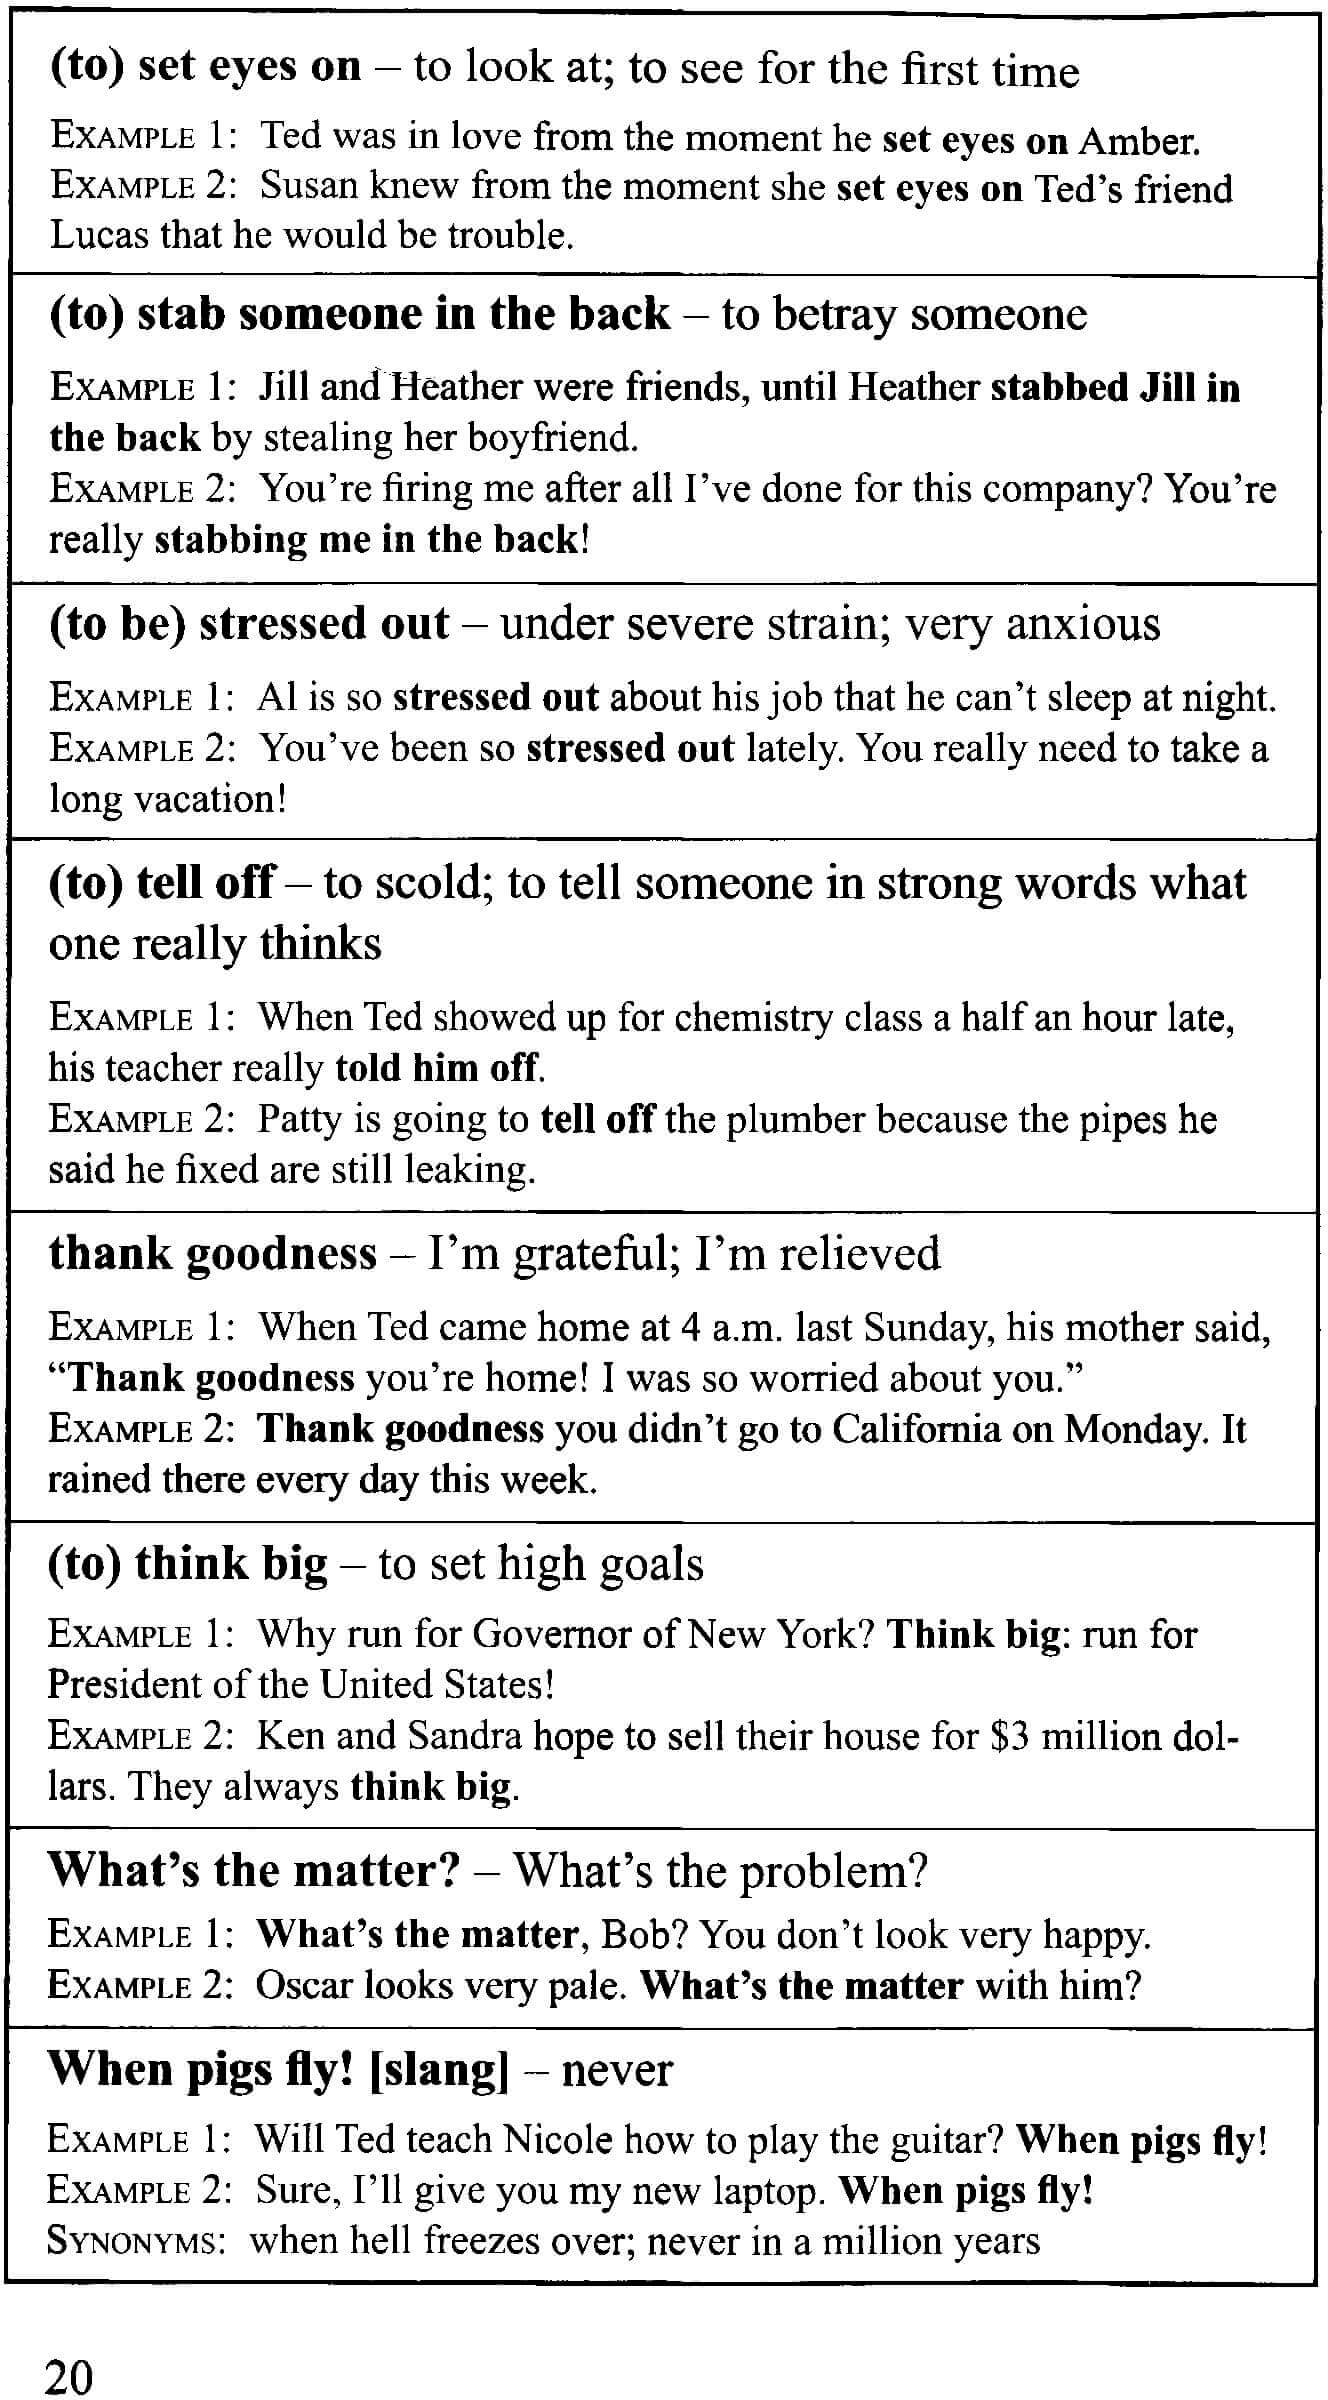 (to) set eyes on – to look at; to see for the first time
EXAMPLE 1: Ted was in love from the moment he set eyes on Amber.
EXAMPLE 2: Susan knew from the moment she set eyes on Ted’s friend
Lucas that he would be trouble.
(to) stab someone in the back – to betray someone
EXAMPLE 1: Jill and Heather were friends, until Heather stabbed Jill in
the back by stealing her boyfriend.
EXAMPLE 2: You’re firing me after all I’ve done for this company? You’re
really stabbing me in the back!
(to be) stressed out – under severe strain; very anxious
EXAMPLE 1: Al is so stressed out about his job that he can’t sleep at night.
EXAMPLE 2: You’ve been so stressed out lately. You really need to take a
long vacation!
(to) tell off – to scold; to tell someone in strong words what
one really thinks
EXAMPLE 1: When Ted showed up for chemistry class a half an hour late,
his teacher really told him off.
EXAMPLE 2: Patty is going to tell off the plumber because the pipes he
said he fixed are still leaking.
thank goodness – I’m grateful; I’m relieved
EXAMPLE 1: When Ted came home at 4 a.m. last Sunday, his mother said,
“Thank goodness you’re home! I was so worried about you.”
EXAMPLE 2: Thank goodness you didn’t go to California on Monday. It
rained there every day this week.
(to) think big – to set high goals
EXAMPLE 1: Why run for Governor of New York? Think big: run for
President of the United States!
EXAMPLE 2: Ken and Sandra hope to sell their house for $3 million dol-
lars. They always think big.
What’s the matter? – What’s the problem?
EXAMPLE 1: What’s the matter, Bob? You don’t look very happy.
EXAMPLE 2: Oscar looks very pale. What’s the matter with him?
When pigs fly! [slang] – never
EXAMPLE 1: Will Ted teach Nicole how to play the guitar? When pigs fly!
EXAMPLE 2: Sure, I’ll give you my new laptop. When pigs fly!
SYNONYMS: when hell freezes over; never in a million years
20